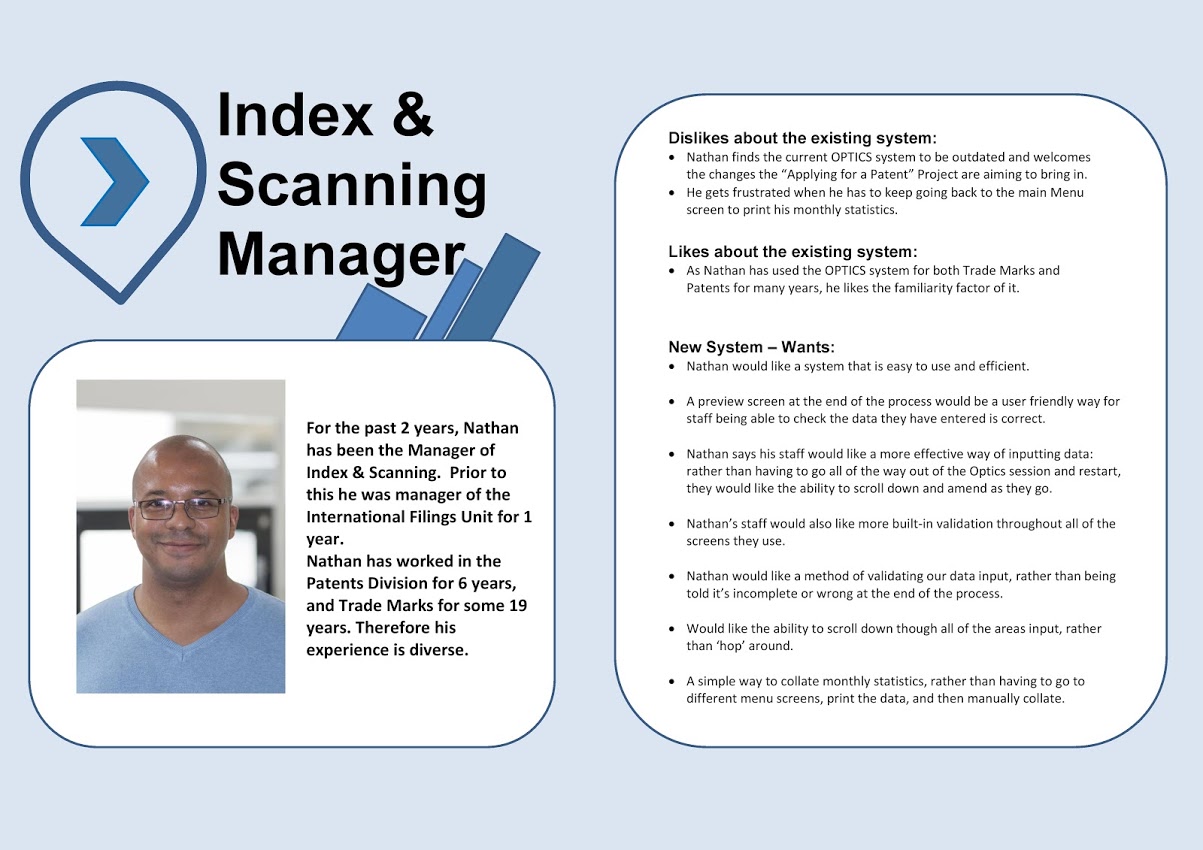 Index &
Scanning
Manager
For the past 2 years, Nathan
has been the Manager of
Index & Scanning.  Prior to
this he was manager of the
International Filings Unit for 1
year.
Nathan has worked in the
Patents Division for 6 years,
and Trade Marks for some 19
years. Therefore his
experience is diverse.
Dislikes about the existing system:
• Nathan finds the current OPTICS system to be outdated and welcomes
the changes the “Applying for a Patent” Project are aiming to bring in.
• He gets frustrated when he has to keep going back to the main Menu
screen to print his monthly statistics.
Likes about the existing system:
• As Nathan has used the OPTICS system for both Trade Marks and
Patents for many years, he likes the familiarity factor of it.
New System – Wants:
• Nathan would like a system that is easy to use and efficient.
• A preview screen at the end of the process would be a user friendly way for
staff being able to check the data they have entered is correct.
• Nathan says his staff would like a more effective way of inputting data:
rather than having to go all of the way out of the Optics session and restart,
they would like the ability to scroll down and amend as they go.
• Nathan’s staff would also like more built-in validation throughout all of the
screens they use.
• Nathan would like a method of validating our data input, rather than being
told it’s incomplete or wrong at the end of the process.
• Would like the ability to scroll down though all of the areas input, rather
than ‘hop’ around.
• A simple way to collate monthly statistics, rather than having to go to
different menu screens, print the data, and then manually collate.